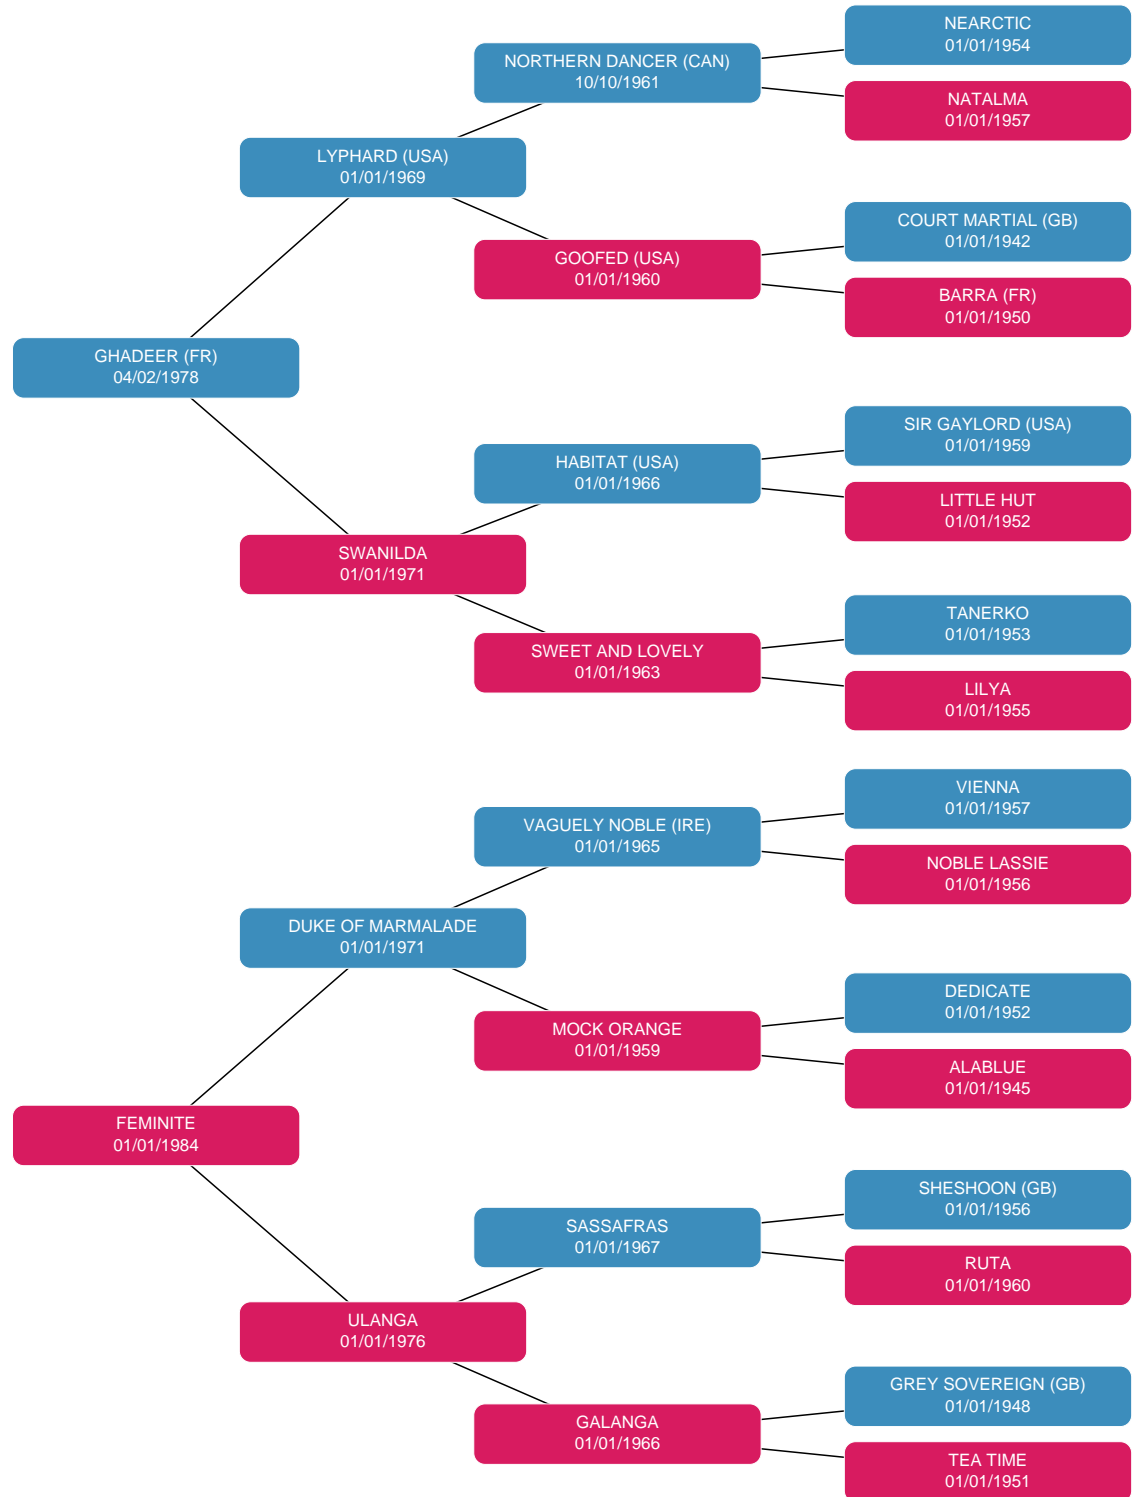 NEARCTIC
01/01/1954
NORTHERN DANCER (CAN)
10/10/1961
NATALMA
01/01/1957
LYPHARD (USA)
01/01/1969
COURT MARTIAL (GB)
01/01/1942
GOOFED (USA)
01/01/1960
BARRA (FR)
01/01/1950
GHADEER (FR)
04/02/1978
SIR GAYLORD (USA)
01/01/1959
HABITAT (USA)
01/01/1966
LITTLE HUT
01/01/1952
SWANILDA
01/01/1971
TANERKO
01/01/1953
SWEET AND LOVELY
01/01/1963
LILYA
01/01/1955
VIENNA
01/01/1957
VAGUELY NOBLE (IRE)
01/01/1965
NOBLE LASSIE
01/01/1956
DUKE OF MARMALADE
01/01/1971
DEDICATE
01/01/1952
MOCK ORANGE
01/01/1959
ALABLUE
01/01/1945
FEMINITE
01/01/1984
SHESHOON (GB)
01/01/1956
SASSAFRAS
01/01/1967
RUTA
01/01/1960
ULANGA
01/01/1976
GREY SOVEREIGN (GB)
01/01/1948
GALANGA
01/01/1966
TEA TIME
01/01/1951